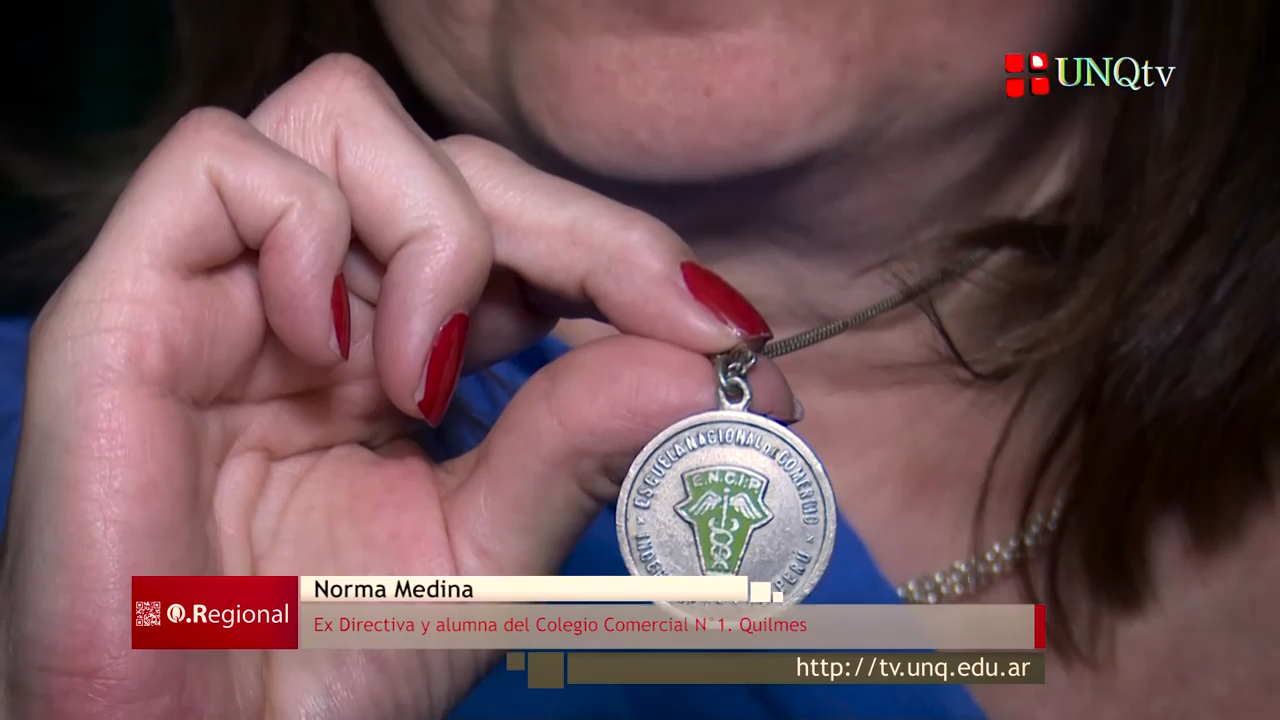 UNQtv
ESCUELA NACIONAL DE COMERCIO
E.N.C.I.P.
PERÚ
Norma Medina
O.Regional
Ex Directiva y alumna del Colegio Comercial N°1. Quilmes
http://tv.unq.edu.ar